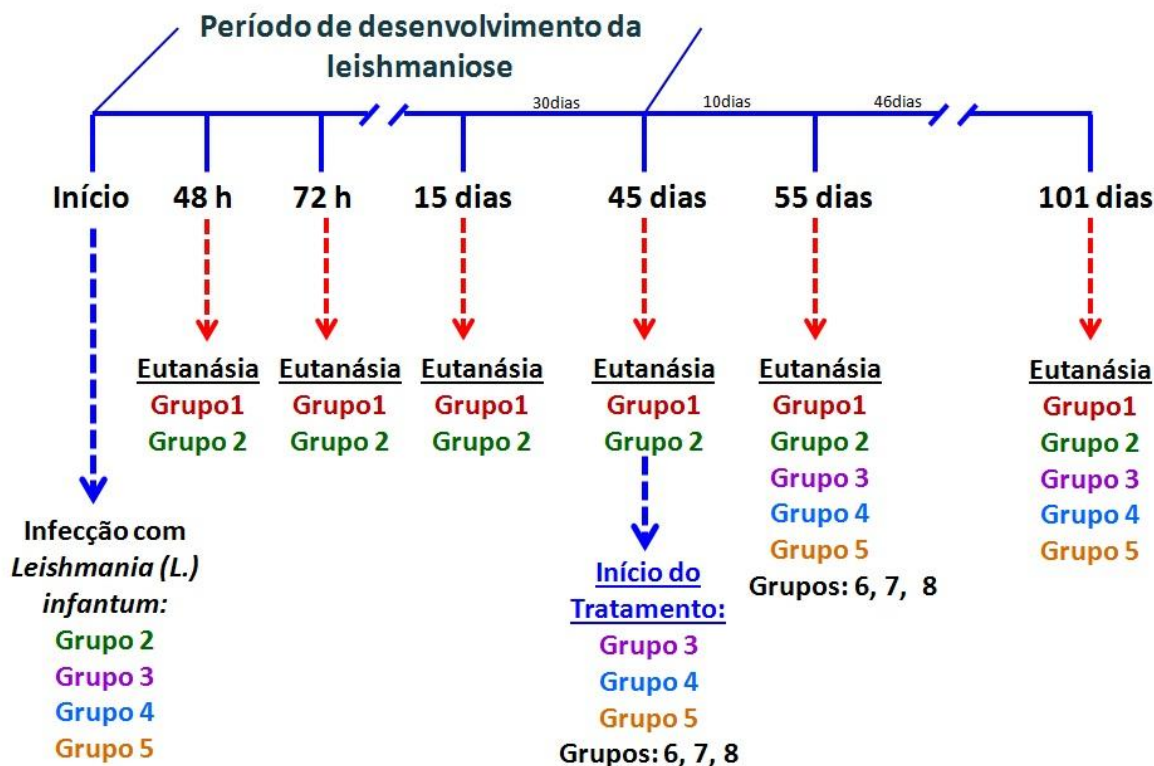 Período de desenvolvimento da
leishmaniose
30dias
10dias
46dias
Início
48 h
72 h
15 dias
45 dias
55 dias
101 dias
Infecção com
Leishmania (L.)
infantum:
Grupo 2
Grupo 3
Grupo 4
Grupo 5
Eutanásia
Grupo1
Grupo 2
Eutanásia
Grupo1
Grupo 2
Eutanásia
Grupo1
Grupo 2
Eutanásia
Grupo1
Grupo 2
Início do
Tratamento:
Grupo 3
Grupo 4
Grupo 5
Grupos: 6, 7, 8
Eutanásia
Grupo1
Grupo 2
Grupo 3
Grupo 4
Grupo 5
Grupos: 6, 7, 8
Eutanásia
Grupo1
Grupo 2
Grupo 3
Grupo 4
Grupo 5